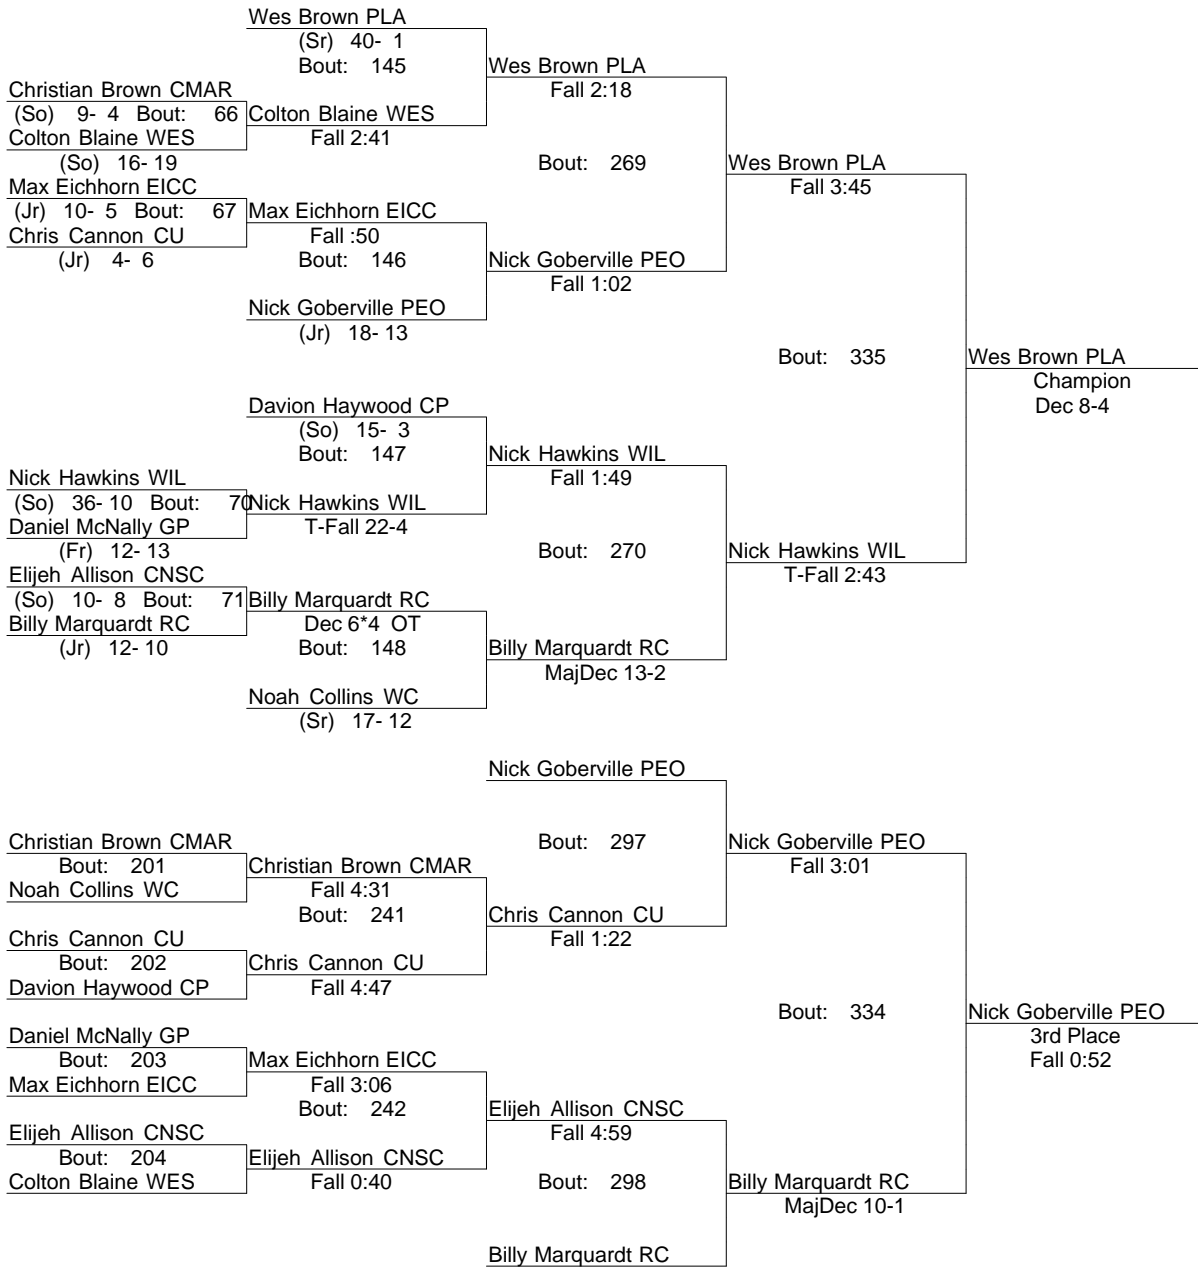 Wes Brown PLA
(Sr) 40- 1
Bout: 145
Wes Brown PLA
Fall 2:18
Christian Brown CMAR
(So) 9- 4 Bout: 66
Colton Blaine WES
Colton Blaine WES
Fall 2:41
(So) 16- 19
Bout: 269
Wes Brown PLA
Fall 3:45
Max Eichhorn EICC
(Jr) 10- 5 Bout: 67
Max Eichhorn EICC
Chris Cannon CU
Fall :50
(Jr) 4- 6
Bout: 146
Nick Goberville PEO
Fall 1:02
Nick Goberville PEO
(Jr) 18- 13
Bout: 335
Wes Brown PLA
Champion
Dec 8-4
Davion Haywood CP
(So) 15- 3
Bout: 147
Nick Hawkins WIL
Fall 1:49
Nick Hawkins WIL
(So) 36- 10 Bout: 70
Nick Hawkins WIL
Daniel McNally GP
T-Fall 22-4
(Fr) 12- 13
Bout: 270
Nick Hawkins WIL
T-Fall 2:43
Elijeh Allison CNSC
(So) 10- 8 Bout: 71
Billy Marquardt RC
Billy Marquardt RC
Dec 6*4 OT
(Jr) 12- 10
Bout: 148
Billy Marquardt RC
MajDec 13-2
Noah Collins WC
(Sr) 17- 12
Nick Goberville PEO
Christian Brown CMAR
Bout: 201
Noah Collins WC
Christian Brown CMAR
Fall 4:31
Bout: 297
Nick Goberville PEO
Fall 3:01
Bout: 241
Chris Cannon CU
Fall 1:22
Chris Cannon CU
Bout: 202
Davion Haywood CP
Chris Cannon CU
Fall 4:47
Bout: 334
Nick Goberville PEO
3rd Place
Fall 0:52
Daniel McNally GP
Bout: 203
Max Eichhorn EICC
Max Eichhorn EICC
Fall 3:06
Bout: 242
Elijeh Allison CNSC
Fall 4:59
Elijeh Allison CNSC
Bout: 204
Colton Blaine WES
Elijeh Allison CNSC
Fall 0:40
Bout: 298
Billy Marquardt RC
MajDec 10-1
Billy Marquardt RC